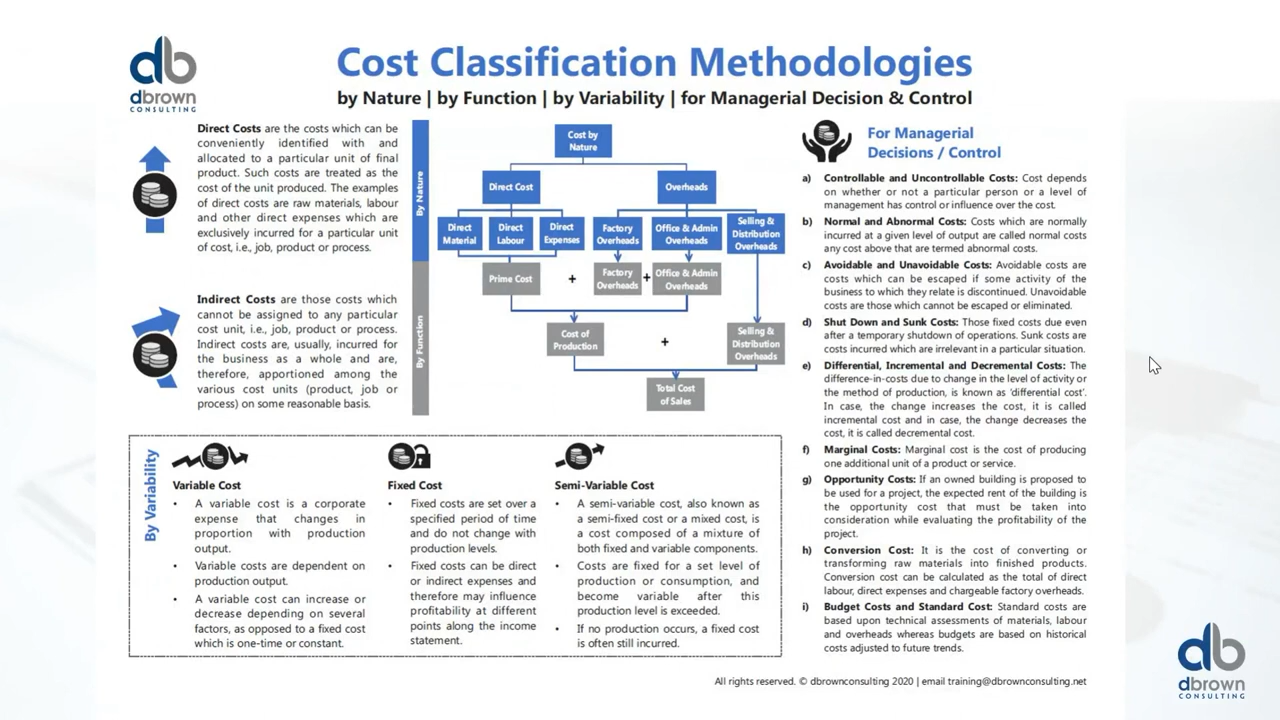 db
dbrown
CONSULTING
Cost Classification Methodologies
by Nature | by Function | by Variability | for Managerial Decision & Control
Direct Costs are the costs which can be
conveniently identified with and
allocated to a particular unit of final
product. Such costs are treated as the
cost of the unit produced. The examples
of direct costs are raw materials, labour
and other direct expenses which are
exclusively incurred for a particular unit
of cost, i.e., job, product or process.
Indirect Costs are those costs which
cannot be assigned to any particular
cost unit, i.e., job, product or process.
Indirect costs are, usually, incurred for
the business as a whole and are,
therefore, apportioned among the
various cost units (product, job or
process) on some reasonable basis.
By Nature
By Function
Cost by
Nature
Direct Cost
Overheads
Direct
Material
Direct
Labour
Direct
Expenses
Factory
Overheads
Office & Admin
Overheads
Selling &
Distribution
Overheads
Prime Cost
+
Factory
Overheads
+
Office & Admin
Overheads
Cost of
Production
+
Selling &
Distribution
Overheads
Total Cost
of Sales
For Managerial
Decisions / Control
a) Controllable and Uncontrollable Costs: Cost depends
on whether or not a particular person or a level of
management has control or influence over the cost.
b) Normal and Abnormal Costs: Costs which are normally
incurred at a given level of output are called normal costs
any cost above that are termed abnormal costs.
c) Avoidable and Unavoidable Costs: Avoidable costs are
costs which can be escaped if some activity of the
business to which they relate is discontinued. Unavoidable
costs are those which cannot be escaped or eliminated.
d) Shut Down and Sunk Costs: Those fixed costs due even
after a temporary shutdown of operations. Sunk costs are
costs incurred which are irrelevant in a particular situation.
e) Differential, Incremental and Decremental Costs: The
difference-in-costs due to change in the level of activity or
the method of production, is known as ‘differential cost’.
In case, the change increases the cost, it is called
incremental cost and in case, the change decreases the
cost, it is called decremental cost.
f) Marginal Costs: Marginal cost is the cost of producing
one additional unit of a product or service.
g) Opportunity Costs: If an owned building is proposed to
be used for a project, the expected rent of the building is
the opportunity cost that must be taken into
consideration while evaluating the profitability of the
project.
h) Conversion Cost: It is the cost of converting or
transforming raw materials into finished products.
Conversion cost can be calculated as the total of direct
labour, direct expenses and chargeable factory overheads.
i) Budget Costs and Standard Cost: Standard costs are
based upon technical assessments of materials, labour
and overheads whereas budgets are based on historical
costs adjusted to future trends.
By Variability
Variable Cost
• A variable cost is a corporate
expense that changes in
proportion with production
output.
• Variable costs are dependent on
production output.
• A variable cost can increase or
decrease depending on several
factors, as opposed to a fixed cost
which is one-time or constant.
Fixed Cost
• Fixed costs are set over a
specified period of time
and do not change with
production levels.
• Fixed costs can be direct
or indirect expenses and
therefore may influence
profitability at different
points along the income
statement.
Semi-Variable Cost
• A semi-variable cost, also known as
a semi-fixed cost or a mixed cost, is
a cost composed of a mixture of
both fixed and variable components.
• Costs are fixed for a set level of
production or consumption, and
become variable after this
production level is exceeded.
• If no production occurs, a fixed cost
is often still incurred.
All rights reserved. © dbrownconsulting 2020 | email training@dbrownconsulting.net
db
dbrown
CONSULTING